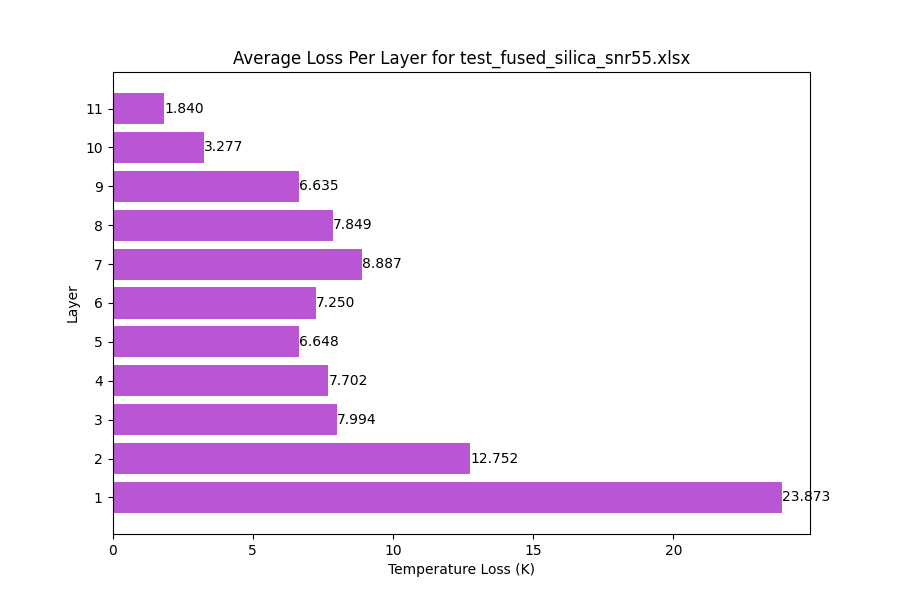 Average Loss Per Layer for test_fused_silica_snr55.xlsx
11 1.840
10 3.277
9 6.635
8 7.849
7 8.887
6 7.250
5 6.648
4 7.702
3 7.994
2 12.752
1 23.873
Layer
0 5 10 15 20
Temperature Loss (K)